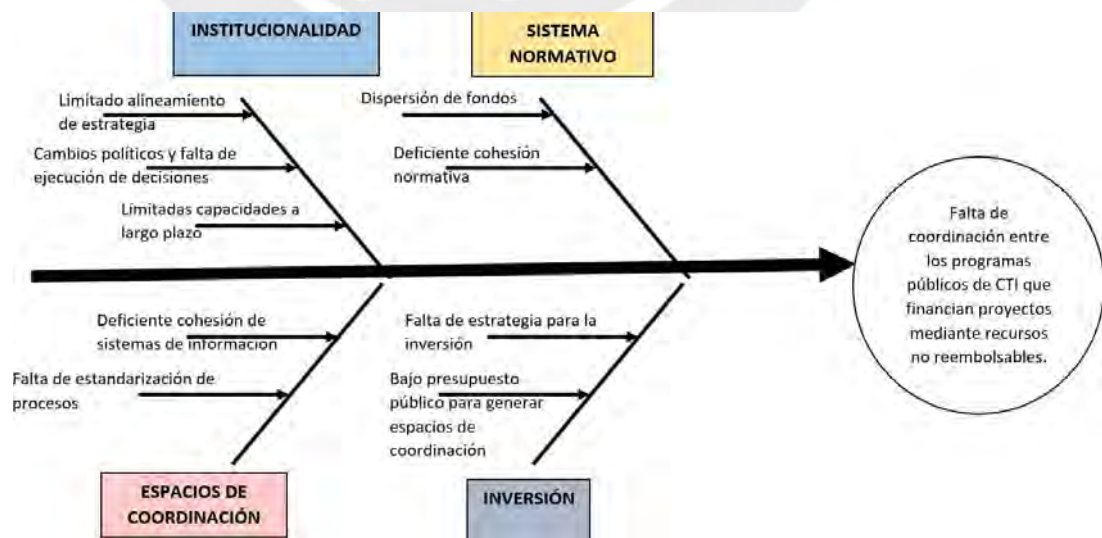 INSTITUCIONALIDAD
SISTEMA
NORMATIVO
Limitado alineamiento
de estrategia
Cambios políticos y falta de
ejecución de decisiones
Limitadas capacidades a
largo plazo
Dispersión de fondos
Deficiente cohesión
normativa
Falta de
coordinación entre
los programas
públicos de CTI que
financian proyectos
mediante recursos
no reembolsables.
Deficiente cohesión de
sistemas de información
Falta de estandarización de
procesos
Falta de estrategia para la
inversión
Bajo presupuesto
público para generar
espacios de
coordinación
ESPACIOS DE
COORDINACIÓN
INVERSIÓN